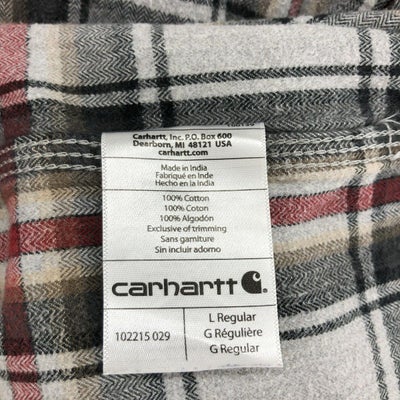 Carhartt, Inc. P.O. Box 600
Dearborn, MI 48121 USA
carhartt.com
Made in India
Fabriqué en Inde
Hecho en la India
100% Cotton
100% Coton
100% Algodón
Exclusive of trimming
Sans garniture
Sin incluir adorno
carhartt
102215 029
L Regular
G Régulière
G Regular